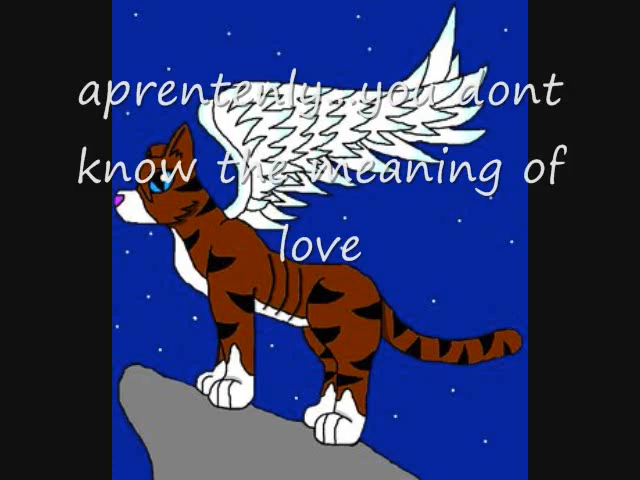 aprentenly...you dont
know the meaning of
love